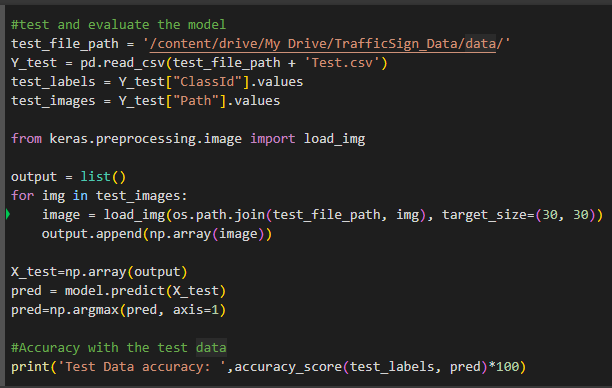 #test and evaluate the model
test_file_path = '/content/drive/My Drive/TrafficSign_Data/data/'
Y_test = pd.read_csv(test_file_path + 'Test.csv')
test_labels = Y_test["ClassId"].values
test_images = Y_test["Path"].values

from keras.preprocessing.image import load_img

output = list()
for img in test_images:
    image = load_img(os.path.join(test_file_path, img), target_size=(30, 30))
    output.append(np.array(image))

X_test=np.array(output)
pred = model.predict(X_test)
pred=np.argmax(pred, axis=1)

#Accuracy with the test data
print('Test Data accuracy: ',accuracy_score(test_labels, pred)*100)